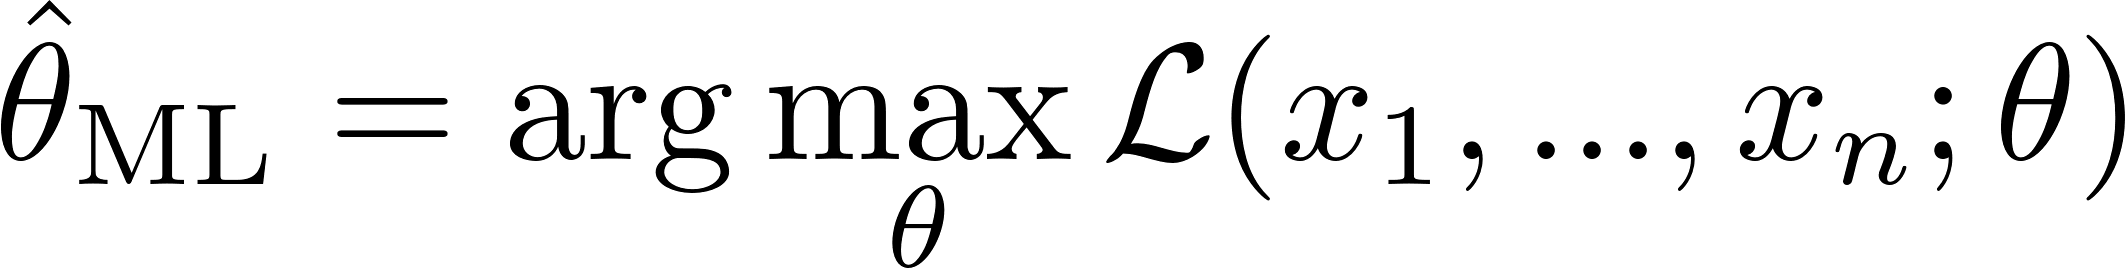 θ̂_ML = arg max_θ ℒ(x_1, ..., x_n; θ)